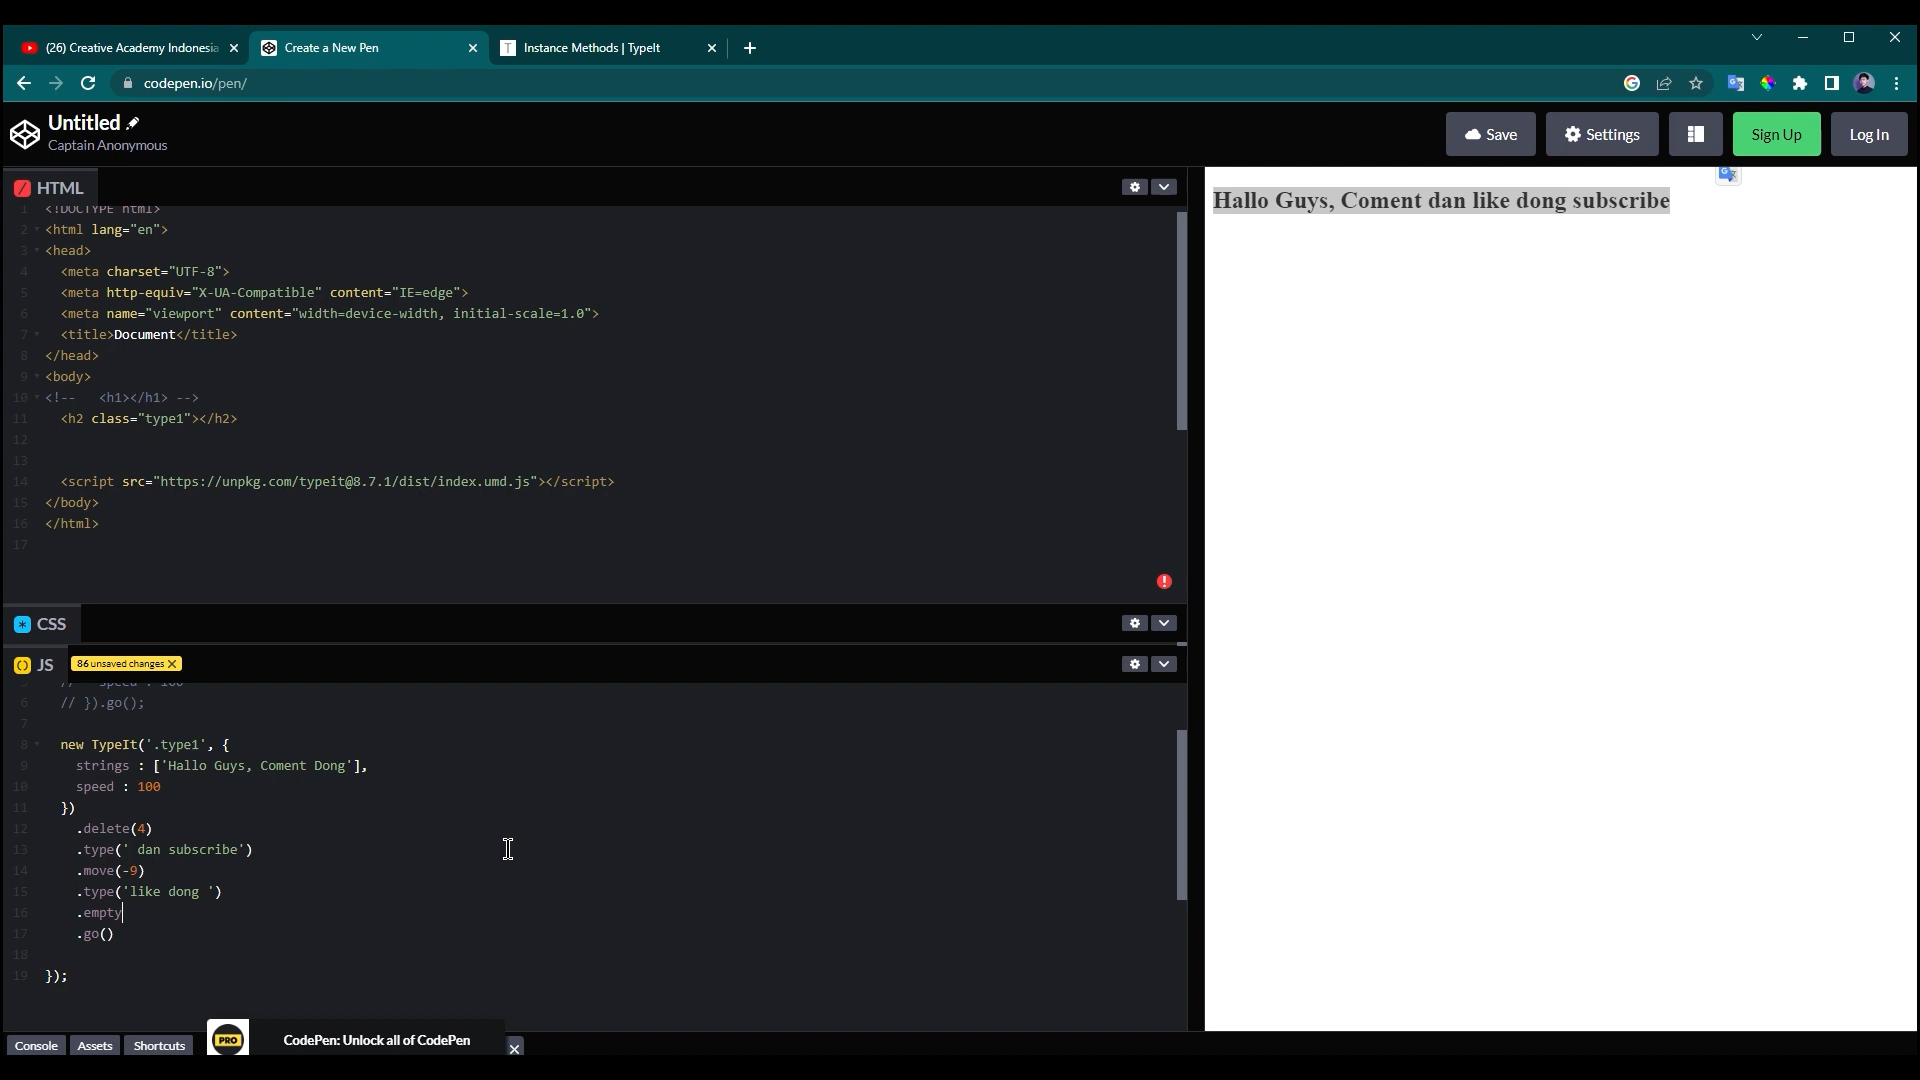 (26) Creative Academy Indonesia
Create a New Pen
Instance Methods | TypeIt
codepen.io/pen/
Untitled
Captain Anonymous
Save
Settings
Sign Up
Log In
HTML
1 <!DOCTYPE html>
2 <html lang="en">
3 <head>
4 <meta charset="UTF-8">
5 <meta http-equiv="X-UA-Compatible" content="IE=edge">
6 <meta name="viewport" content="width=device-width, initial-scale=1.0">
7 <title>Document</title>
8 </head>
9 <body>
10 <!-- <h1></h1> -->
11 <h2 class="type1"></h2>
12
13
14 <script src="https://unpkg.com/typeit@8.7.1/dist/index.umd.js"></script>
15 </body>
16 </html>
17
CSS
JS
86 unsaved changes
5 // speed : 100
6 // }).go();
7
8 new TypeIt('.type1', {
9 strings : ['Hallo Guys, Coment Dong'],
10 speed : 100
11 })
12 .delete(4)
13 .type(' dan subscribe')
14 .move(-9)
15 .type('like dong ')
16 .empty
17 .go()
18
19 });
Hallo Guys, Coment dan like dong subscribe
Console
Assets
Shortcuts
PRO
CodePen: Unlock all of CodePen